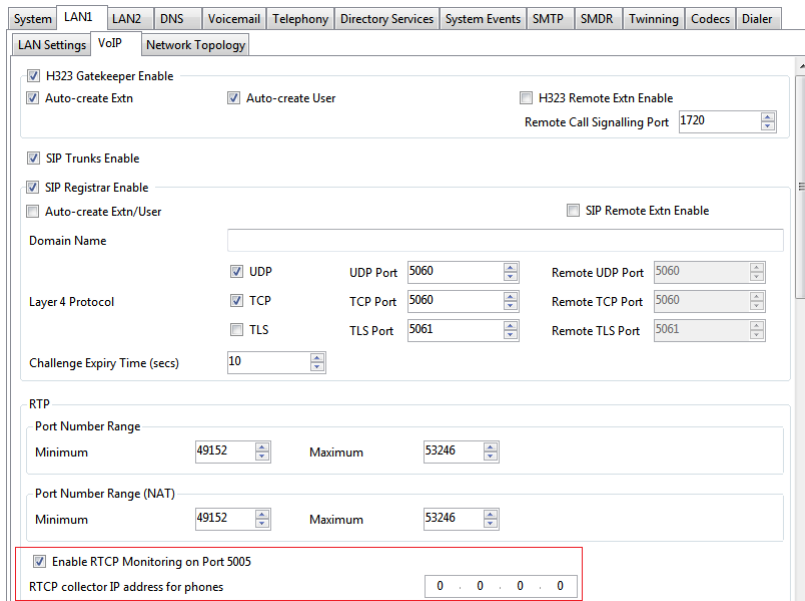 System LAN1 LAN2 DNS Voicemail Telephony Directory Services System Events SMTP SMDR Twinning Codecs Dialer
LAN Settings VoIP Network Topology
H323 Gatekeeper Enable
Auto-create Extn Auto-create User H323 Remote Extn Enable
Remote Call Signalling Port 1720
SIP Trunks Enable
SIP Registrar Enable
Auto-create Extn/User SIP Remote Extn Enable
Domain Name
UDP UDP Port 5060 Remote UDP Port 5060
Layer 4 Protocol TCP TCP Port 5060 Remote TCP Port 5060
TLS TLS Port 5061 Remote TLS Port 5061
Challenge Expiry Time (secs) 10
RTP
Port Number Range
Minimum 49152 Maximum 53246
Port Number Range (NAT)
Minimum 49152 Maximum 53246
Enable RTCP Monitoring on Port 5005
RTCP collector IP address for phones 0 . 0 . 0 . 0